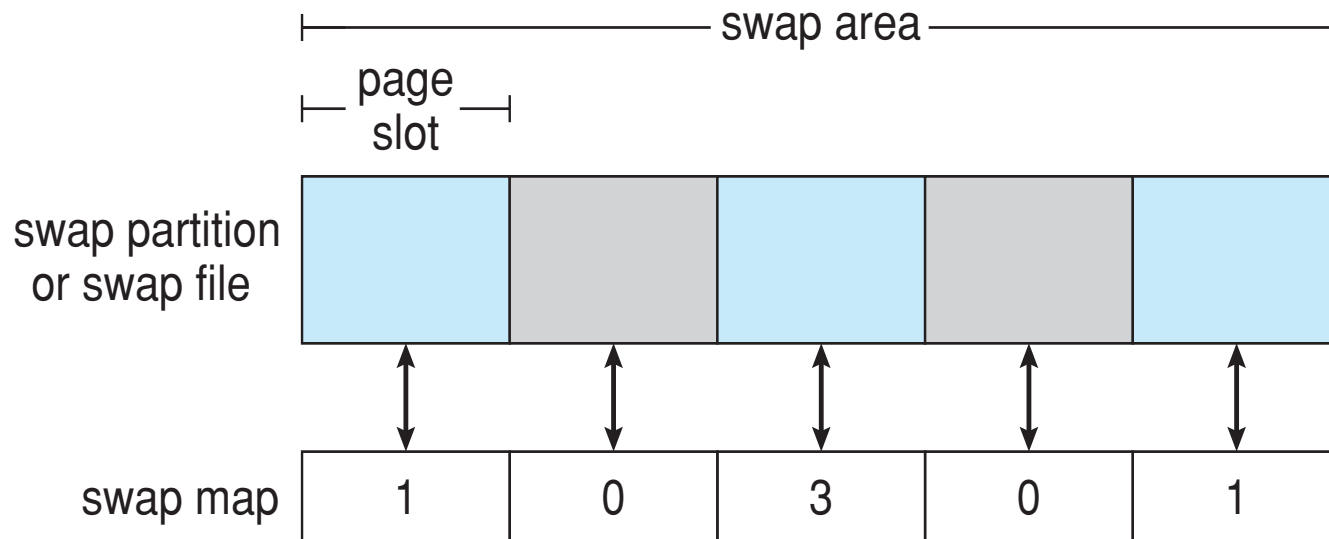 swap area
page
slot
swap partition
or swap file
swap map 1 0 3 0 1